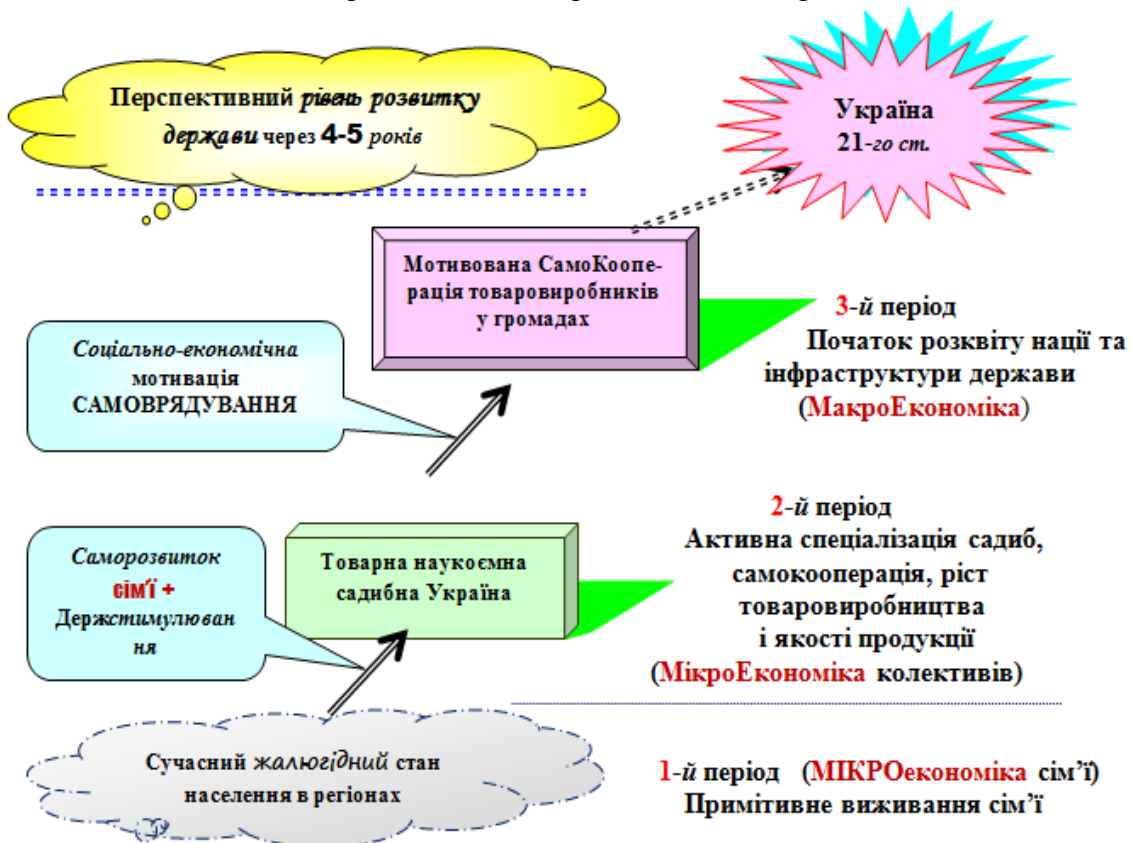 Перспективний рівень розвитку
держави через 4-5 років
Україна
21-го ст.
Мотивована СамоКоопе-
рація товаровиробників
у громадах
3-й період
Початок розквіту нації та
інфраструктури держави
(МакроЕкономіка)
Соціально-економічна
мотивація
САМОВРЯДУВАННЯ
2-й період
Активна спеціалізація садиб,
самокооперація, ріст
товаровиробництва
і якості продукції
(МікроЕкономіка колективів)
Саморозвиток
сім'ї +
Держстимулюван
ня
Товарна наукоємна
садибна Україна
Сучасний жалюгідний стан
населення в регіонах
1-й період (МІКРОекономіка сім’ї)
Примітивне виживання сім’ї